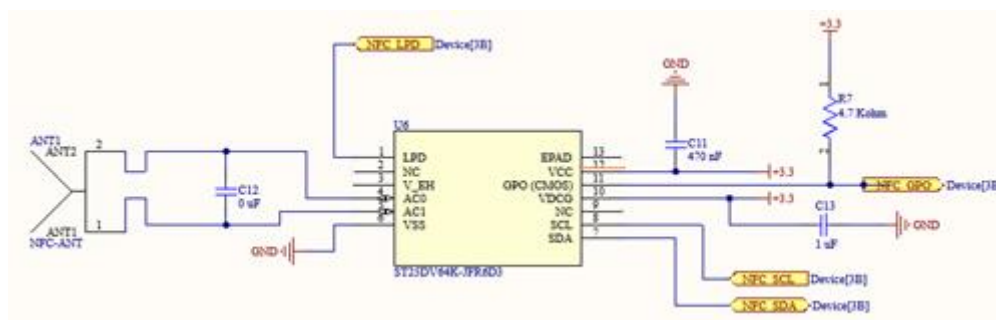 NFC_LPD Device[3B]
+3.3
GND
R7
4.7 Kohm
U6
C11
470 nF
ANT1
ANT2
2
1
LPD
EPAD
13
2
NC
VCC
12
+3.3
3
V_EH
GPO (CMOS)
11
NFC_GPO Device[3B
4
AC0
VDCG
10
+3.3
C12
0 uF
5
AC1
NC
9
C13
6
VSS
SCL
8
GND
1
ANT1
NFC-ANT
GND
SDA
7
1 uF
ST25DV64K-JFR6D3
NFC_SCL Device[3B]
NFC_SDA Device[3B]